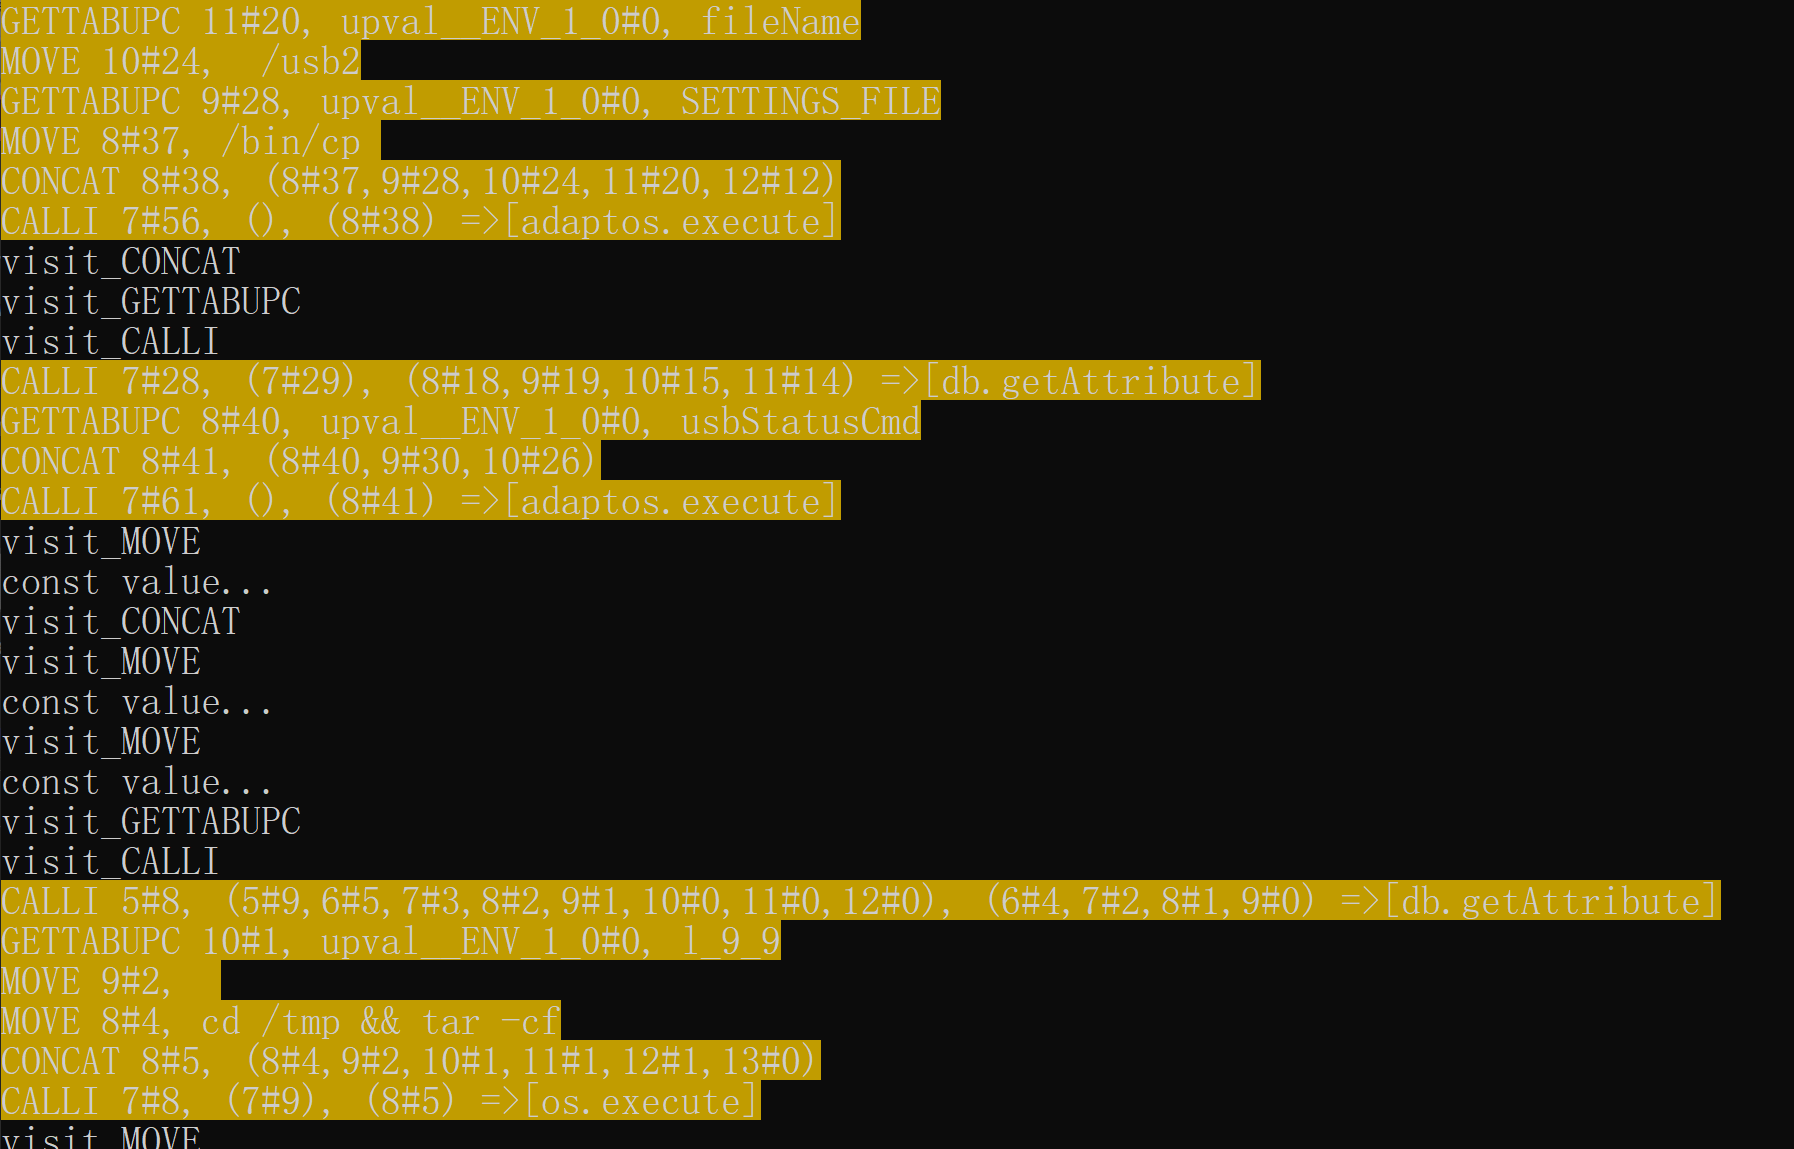 GETTABUPC 11#20, upval__ENV_1_0#0, fileName
MOVE 10#24,  /usb2
GETTABUPC 9#28, upval__ENV_1_0#0, SETTINGS_FILE
MOVE 8#37, /bin/cp
CONCAT 8#38, (8#37,9#28,10#24,11#20,12#12)
CALLI 7#56, (), (8#38) =>[adaptos.execute]
visit_CONCAT
visit_GETTABUPC
visit_CALLI
CALLI 7#28, (7#29), (8#18,9#19,10#15,11#14) =>[db.getAttribute]
GETTABUPC 8#40, upval__ENV_1_0#0, usbStatusCmd
CONCAT 8#41, (8#40,9#30,10#26)
CALLI 7#61, (), (8#41) =>[adaptos.execute]
visit_MOVE
const value...
visit_CONCAT
visit_MOVE
const value...
visit_MOVE
const value...
visit_GETTABUPC
visit_CALLI
CALLI 5#8, (5#9,6#5,7#3,8#2,9#1,10#0,11#0,12#0), (6#4,7#2,8#1,9#0) =>[db.getAttribute]
GETTABUPC 10#1, upval__ENV_1_0#0, l_9_9
MOVE 9#2,
MOVE 8#4, cd /tmp && tar -cf
CONCAT 8#5, (8#4,9#2,10#1,11#1,12#1,13#0)
CALLI 7#8, (7#9), (8#5) =>[os.execute]
visit_MOVE